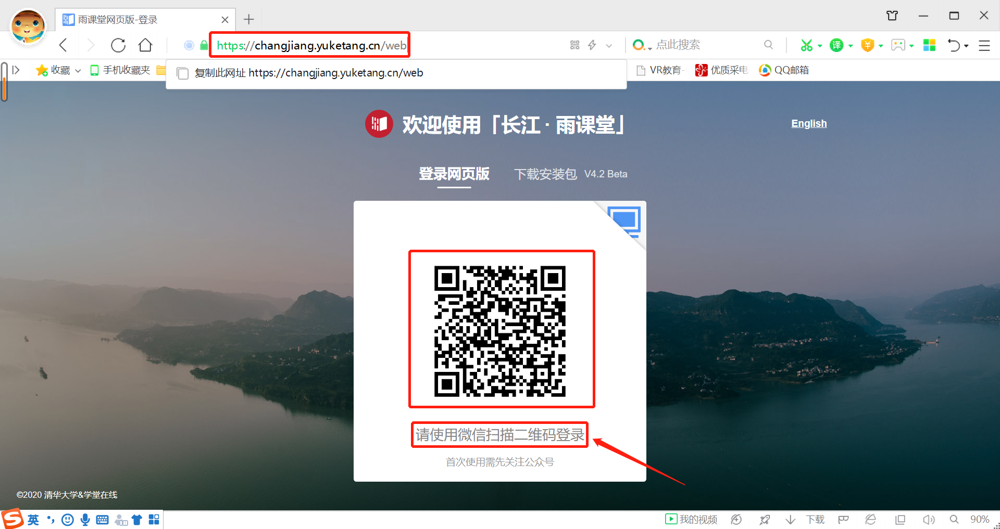 雨课堂网页版-登录
https://changjiang.yuketang.cn/web
点此搜索
译
收藏
手机收藏夹
复制此网址 https://changjiang.yuketang.cn/web
VR教育-
优质采电
QQ邮箱
欢迎使用「长江 · 雨课堂」
English
登录网页版
下载安装包 V4.2 Beta
请使用微信扫描二维码登录
首次使用需先关注公众号
©2020 清华大学&学堂在线
英
我的视频
下载
90%